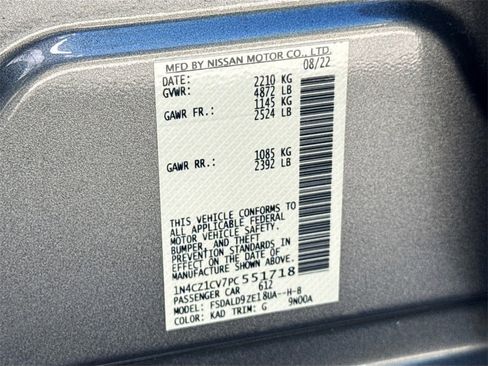 MFD BY NISSAN MOTOR CO., LTD.
DATE: 08/22
GVWR: 2210 KG
4872 LB
GAWR FR.: 1145 KG
2524 LB
GAWR RR.: 1085 KG
2392 LB
THIS VEHICLE CONFORMS TO
ALL APPLICABLE FEDERAL
MOTOR VEHICLE SAFETY,
BUMPER, AND THEFT
PREVENTION STANDARDS IN
EFFECT ON THE DATE OF
MANUFACTURE SHOWN ABOVE.
1N4CZ1CV7PC551718
PASSENGER CAR 612
MODEL: FSDALD9ZE18UA--H-B
COLOR: KAD TRIM: G 9N00A